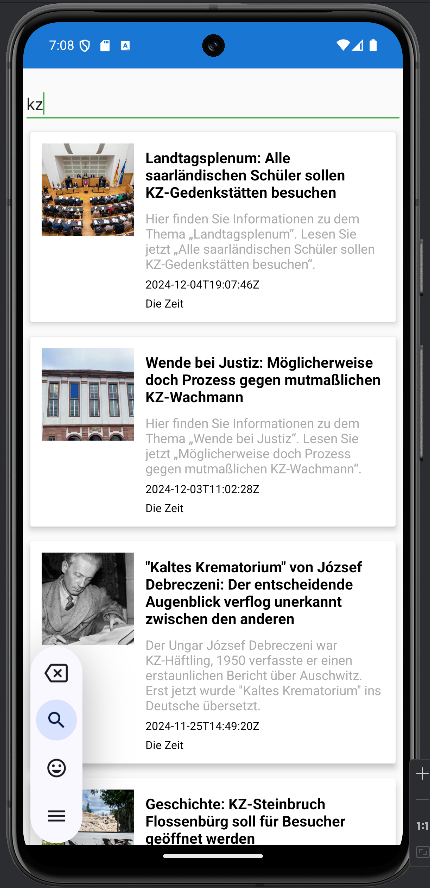 7:08
kz
Landtagsplenum: Alle
saarländischen Schüler sollen
KZ-Gedenkstätten besuchen
Hier finden Sie Informationen zu dem
Thema „Landtagsplenum“. Lesen Sie
jetzt „Alle saarländischen Schüler sollen
KZ-Gedenkstätten besuchen“.
2024-12-04T19:07:46Z
Die Zeit
Wende bei Justiz: Möglicherweise
doch Prozess gegen mutmaßlichen
KZ-Wachmann
Hier finden Sie Informationen zu dem
Thema „Wende bei Justiz“. Lesen Sie
jetzt „Möglicherweise doch Prozess
gegen mutmaßlichen KZ-Wachmann“.
2024-12-03T11:02:28Z
Die Zeit
"Kaltes Krematorium" von József
Debreczeni: Der entscheidende
Augenblick verflog unerkannt
zwischen den anderen
Der Ungar József Debreczeni war
KZ-Häftling, 1950 verfasste er einen
erstaunlichen Bericht über Auschwitz.
Erst jetzt wurde "Kaltes Krematorium" ins
Deutsche übersetzt.
2024-11-25T14:49:20Z
Die Zeit
Geschichte: KZ-Steinbruch
Flossenbürg soll für Besucher
geöffnet werden
1:1